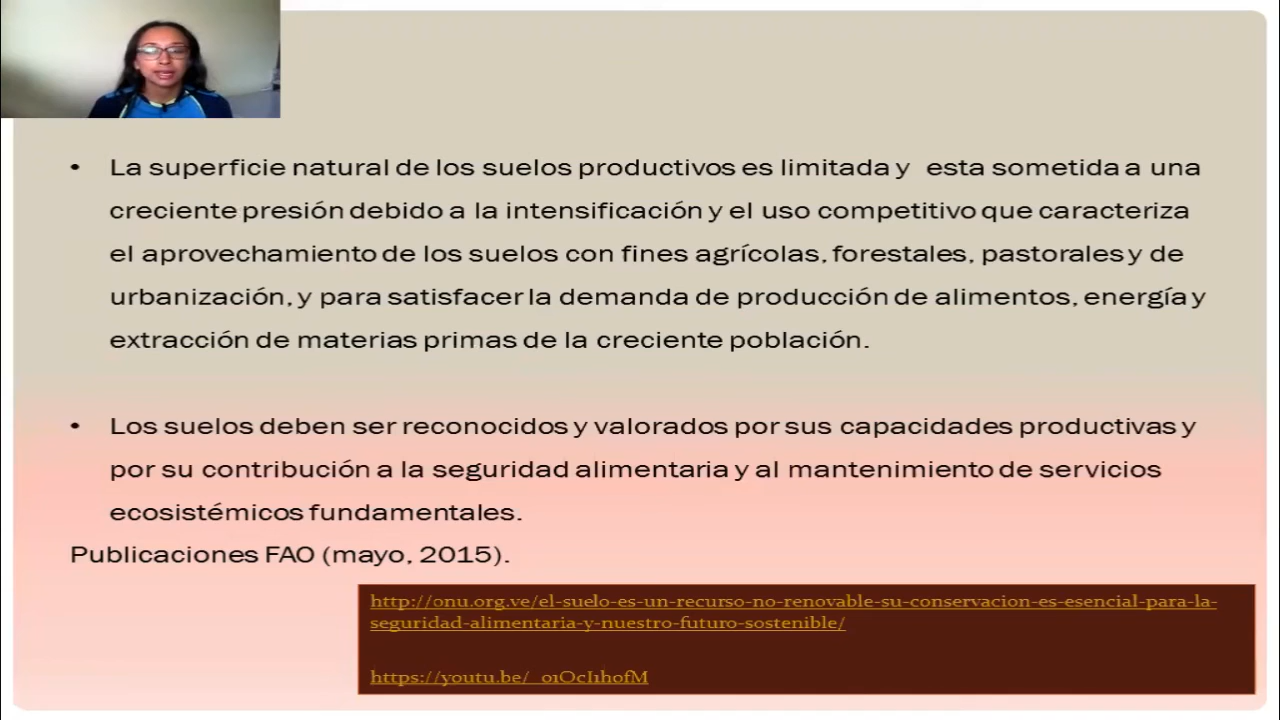 • La superficie natural de los suelos productivos es limitada y esta sometida a una
creciente presión debido a la intensificación y el uso competitivo que caracteriza
el aprovechamiento de los suelos con fines agrícolas, forestales, pastorales y de
urbanización, y para satisfacer la demanda de producción de alimentos, energía y
extracción de materias primas de la creciente población.
• Los suelos deben ser reconocidos y valorados por sus capacidades productivas y
por su contribución a la seguridad alimentaria y al mantenimiento de servicios
ecosistémicos fundamentales.
Publicaciones FAO (mayo, 2015).
http://onu.org.ve/el-suelo-es-un-recurso-no-renovable-su-conservacion-es-esencial-para-la-
seguridad-alimentaria-y-nuestro-futuro-sostenible/